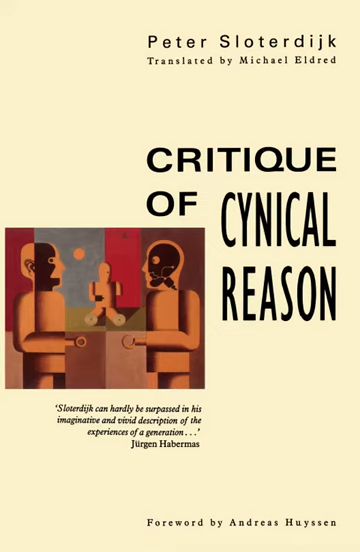 Peter Sloterdijk
Translated by Michael Eldred
CRITIQUE
OF CYNICAL
REASON
'Sloterdijk can hardly be surpassed in his
imaginative and vivid description of the
experiences of a generation . . .'
Jürgen Habermas
Foreword by Andreas Huyssen